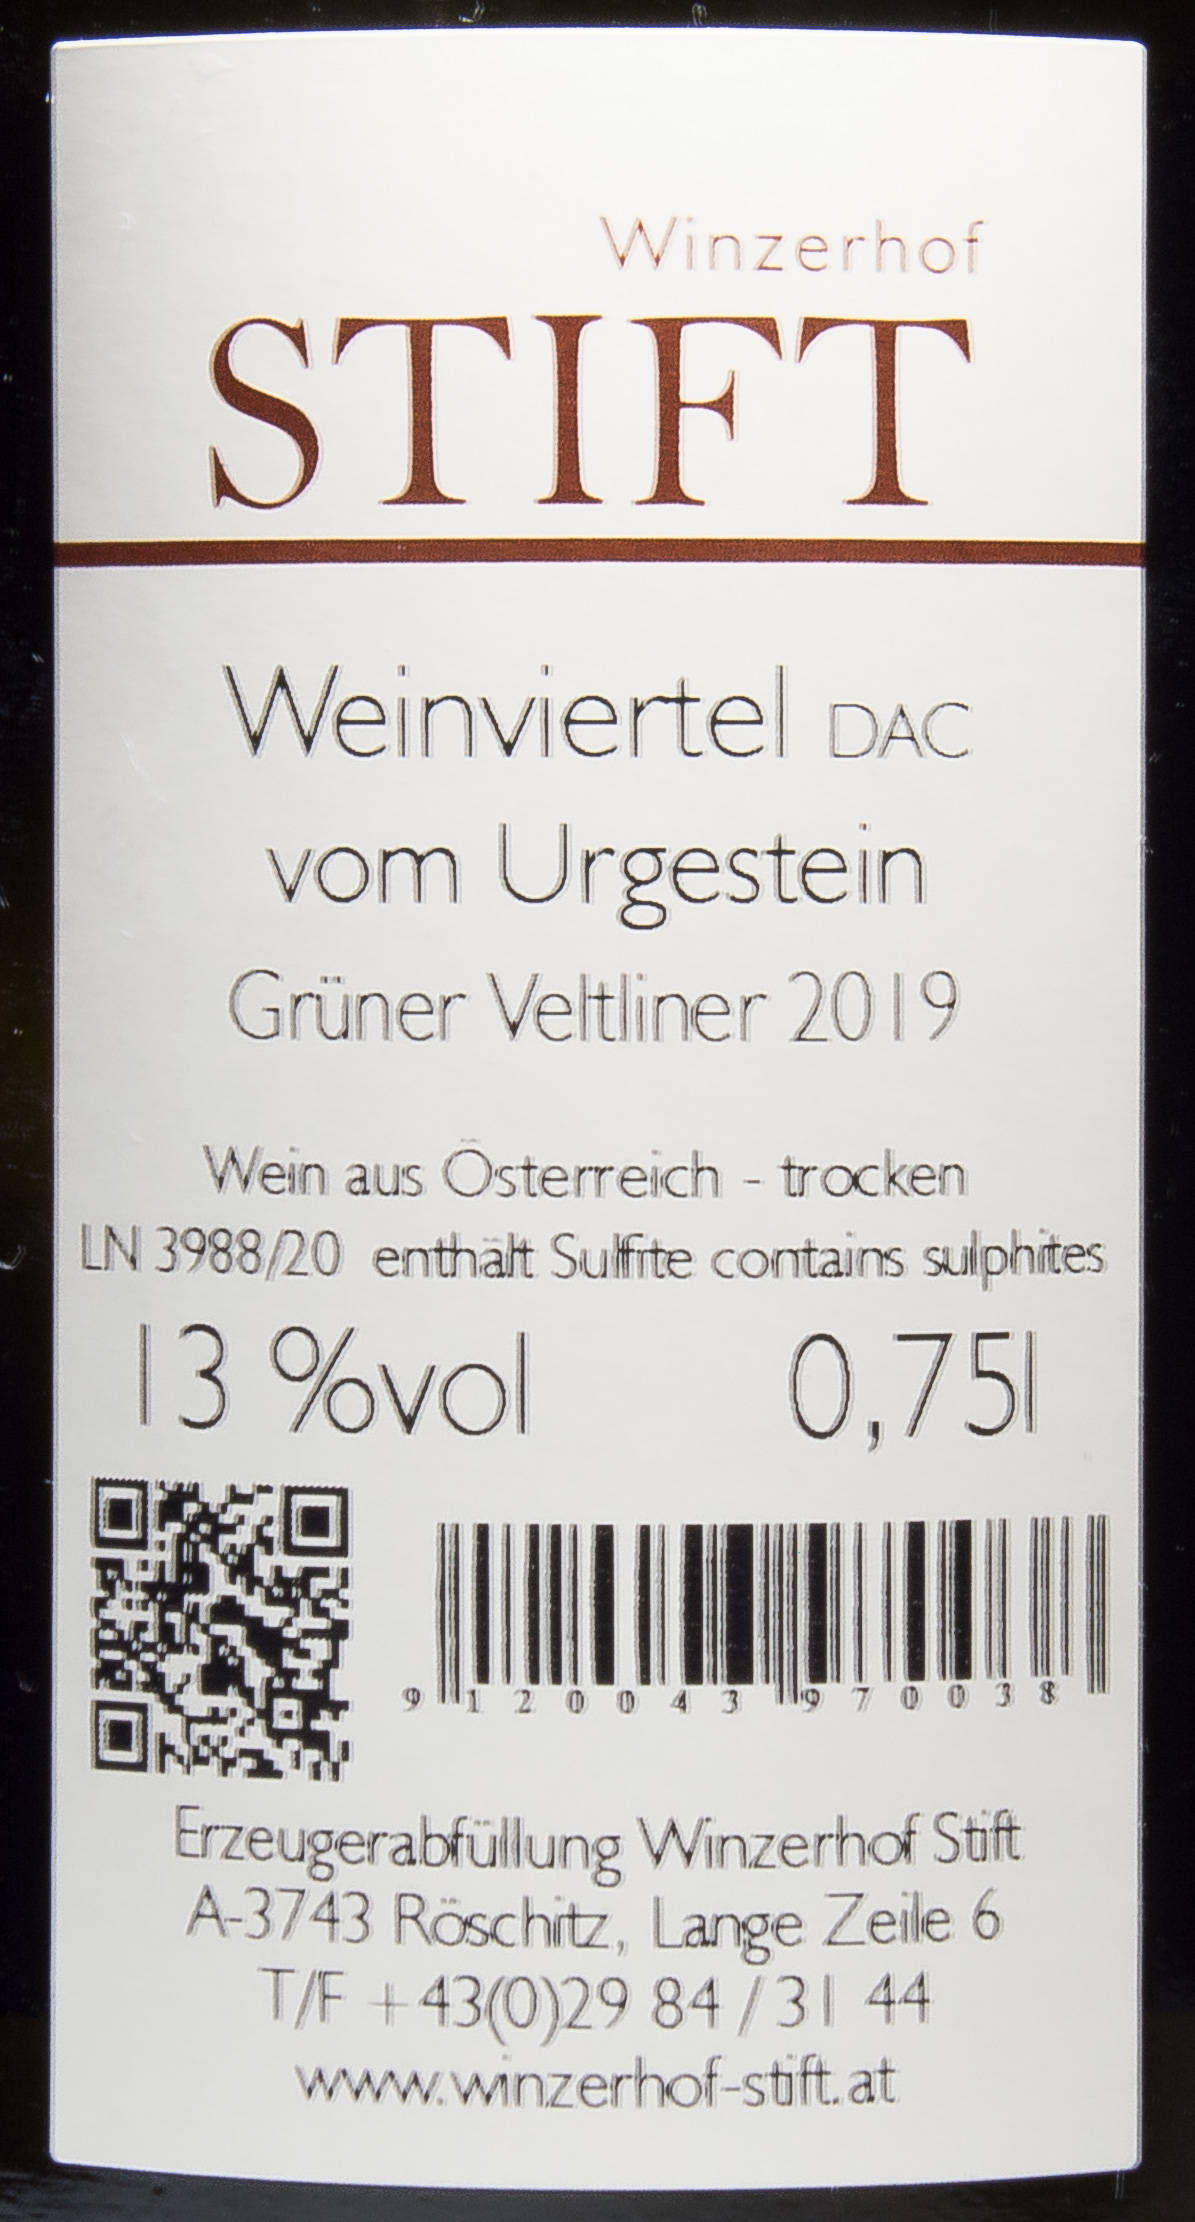 Winzerhof
STIFT
Weinviertel DAC
vom Urgestein
Grüner Veltliner 2019
Wein aus Österreich - trocken
LN 3988/20 enthält Sulfite contains sulphites
13 %vol 0,75l
9 120043 970038
Erzeugerabfüllung Winzerhof Stift
A-3743 Röschitz, Lange Zeile 6
T/F +43(0)29 84 / 31 44
www.winzerhof-stift.at